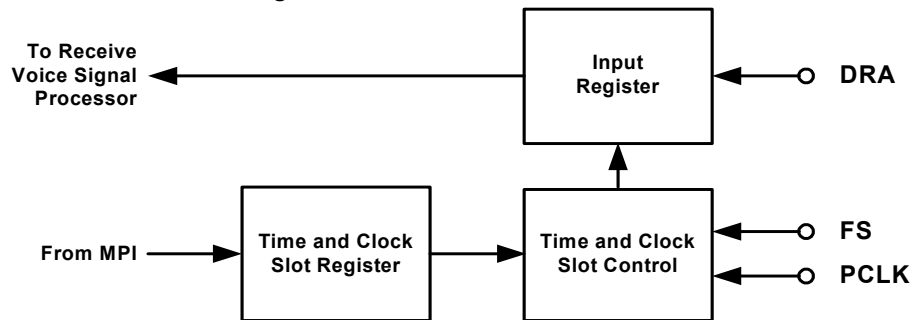 To Receive
Voice Signal
Processor
Input
Register
DRA
From MPI
Time and Clock
Slot Register
Time and Clock
Slot Control
FS
PCLK